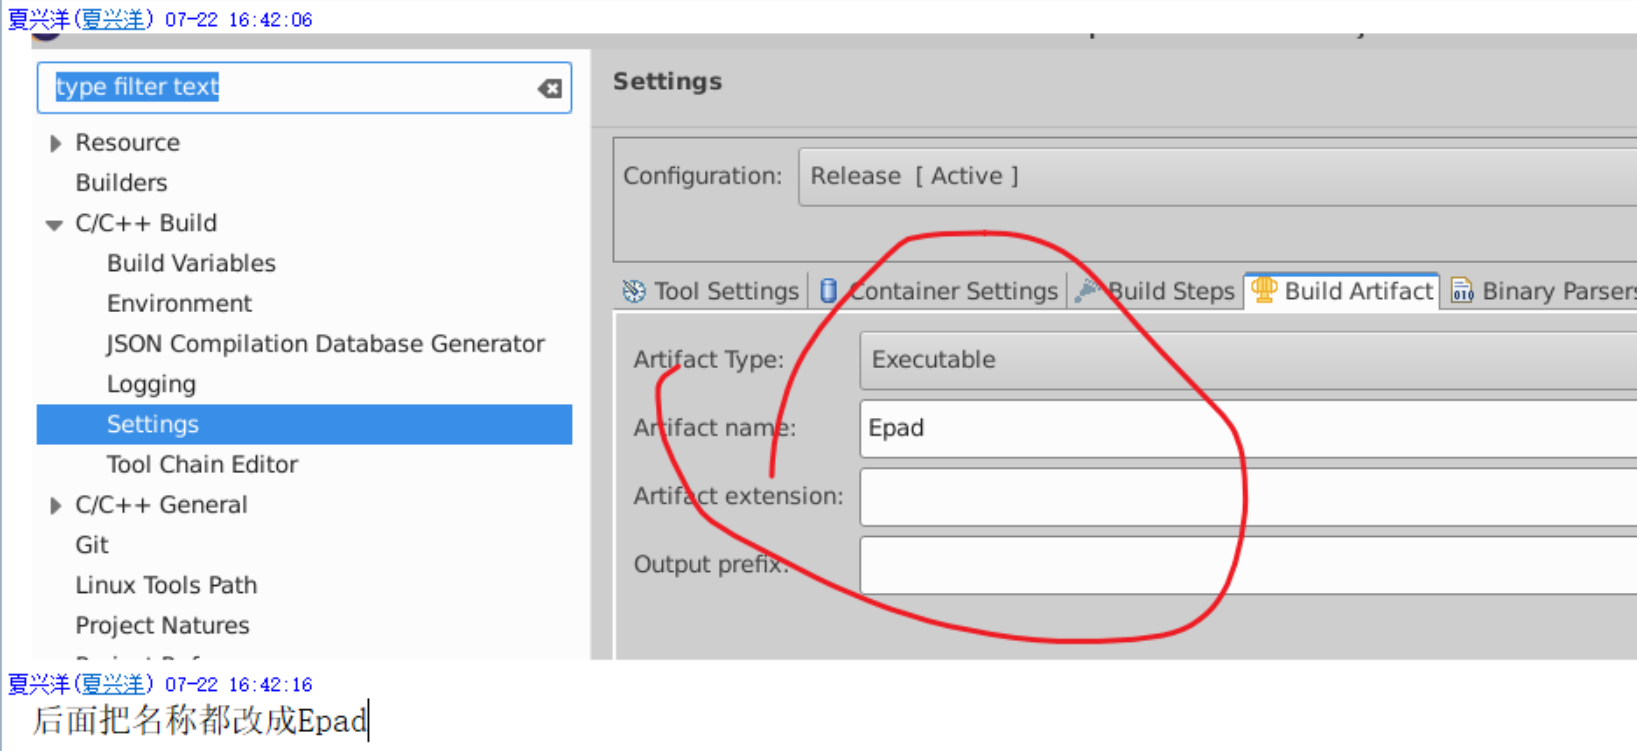 夏兴洋(夏兴洋) 07-22 16:42:06
type filter text
Resource
Builders
C/C++ Build
Build Variables
Environment
JSON Compilation Database Generator
Logging
Settings
Tool Chain Editor
C/C++ General
Git
Linux Tools Path
Project Natures
Settings
Configuration: Release [ Active ]
Tool Settings Container Settings Build Steps Build Artifact Binary Parsers
Artifact Type: Executable
Artifact name: Epad
Artifact extension:
Output prefix:
夏兴洋(夏兴洋) 07-22 16:42:16
后面把名称都改成Epad